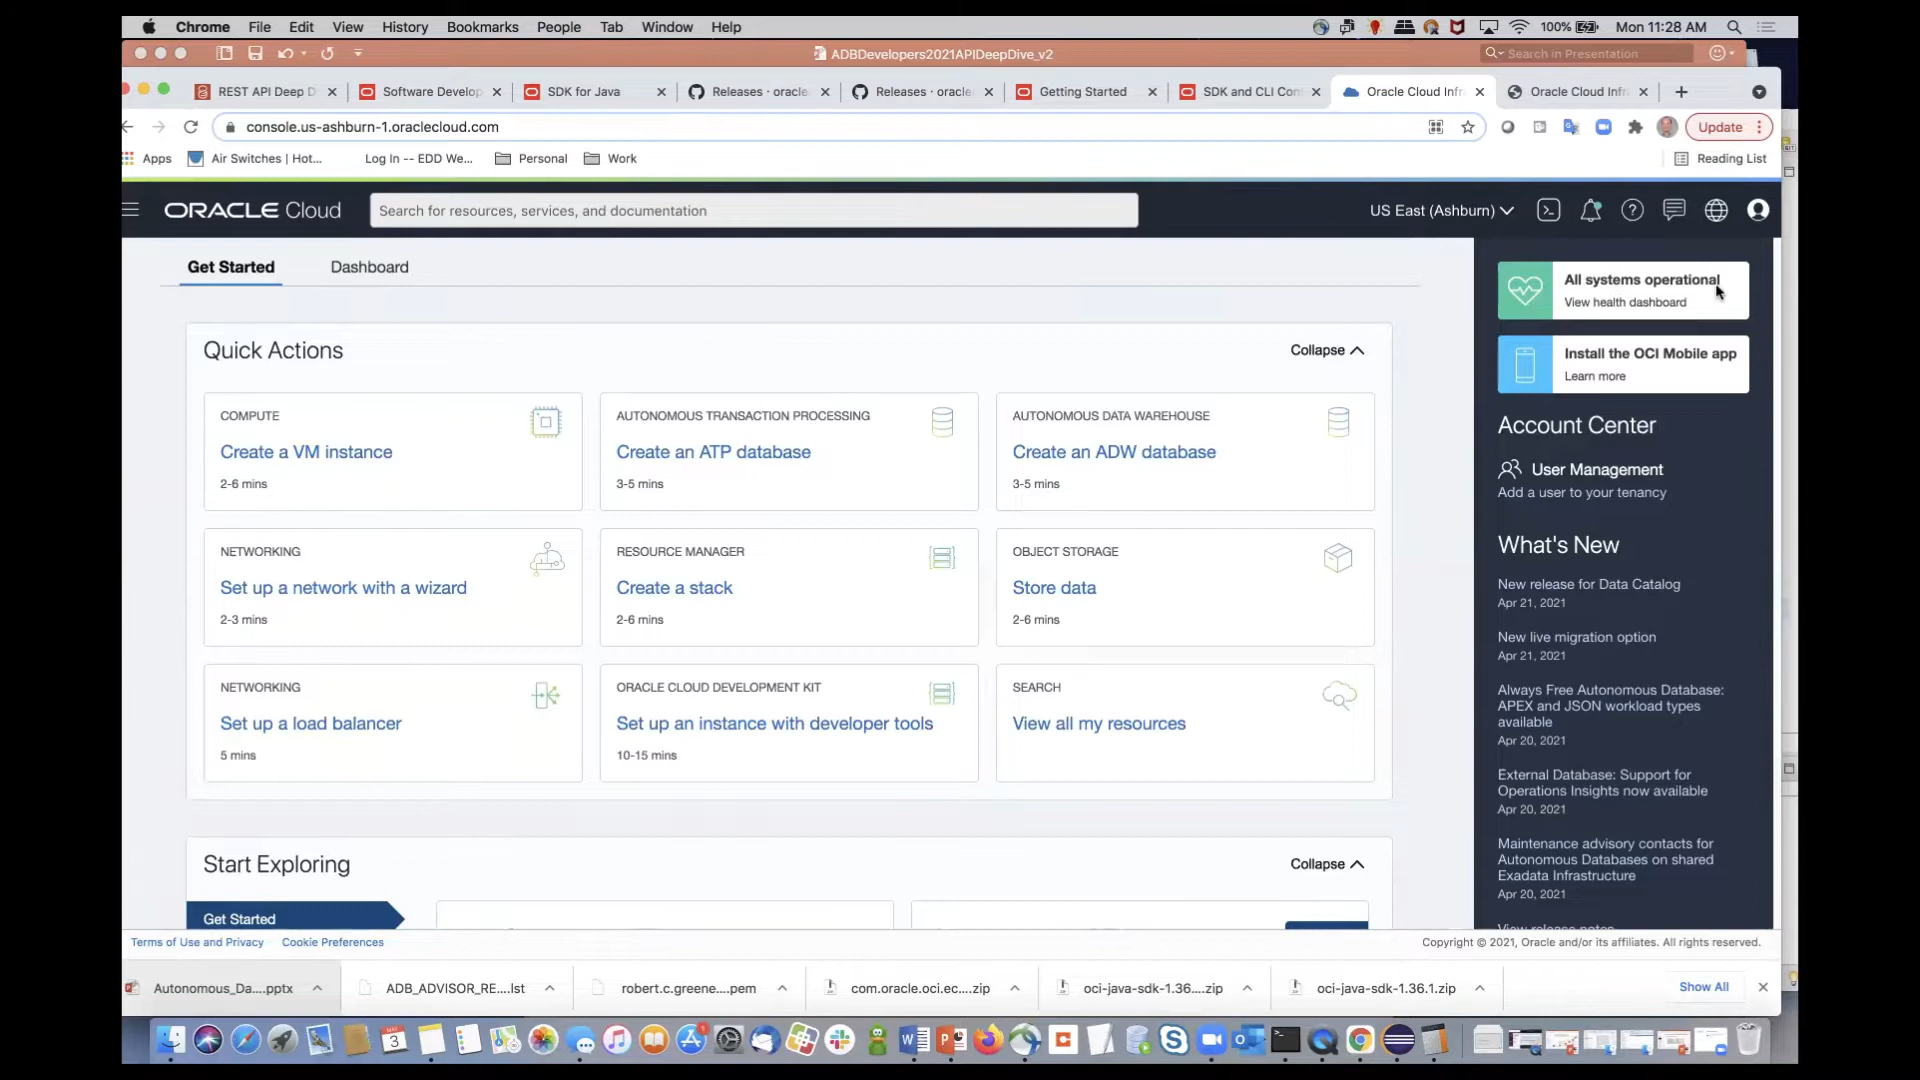 Chrome File Edit View History Bookmarks People Tab Window Help 100% Mon 11:28 AM
ADBDevelopers2021APIDeepDive_v2 Search in Presentation
REST API Deep D Software Develop SDK for Java Releases · oracle Releases · oracle Getting Started SDK and CLI Con Oracle Cloud Infr Oracle Cloud Infr
console.us-ashburn-1.oraclecloud.com Update
Apps Air Switches | Hot... Log In -- EDD We... Personal Work Reading List
ORACLE Cloud Search for resources, services, and documentation US East (Ashburn)
Get Started Dashboard
All systems operational
View health dashboard
Install the OCI Mobile app
Learn more
Quick Actions Collapse
COMPUTE
Create a VM instance
2-6 mins
AUTONOMOUS TRANSACTION PROCESSING
Create an ATP database
3-5 mins
AUTONOMOUS DATA WAREHOUSE
Create an ADW database
3-5 mins
NETWORKING
Set up a network with a wizard
2-3 mins
RESOURCE MANAGER
Create a stack
2-6 mins
OBJECT STORAGE
Store data
2-6 mins
NETWORKING
Set up a load balancer
5 mins
ORACLE CLOUD DEVELOPMENT KIT
Set up an instance with developer tools
10-15 mins
SEARCH
View all my resources
Account Center
User Management
Add a user to your tenancy
What's New
New release for Data Catalog
Apr 21, 2021
New live migration option
Apr 21, 2021
Always Free Autonomous Database:
APEX and JSON workload types
available
Apr 20, 2021
External Database: Support for
Operations Insights now available
Apr 20, 2021
Maintenance advisory contacts for
Autonomous Databases on shared
Exadata Infrastructure
Apr 20, 2021
View release notes
Start Exploring Collapse
Get Started
Terms of Use and Privacy Cookie Preferences Copyright © 2021, Oracle and/or its affiliates. All rights reserved.
Autonomous_Da....pptx ADB_ADVISOR_RE....lst robert.c.greene....pem com.oracle.oci.ec....zip oci-java-sdk-1.36....zip oci-java-sdk-1.36.1.zip Show All
MAY
3